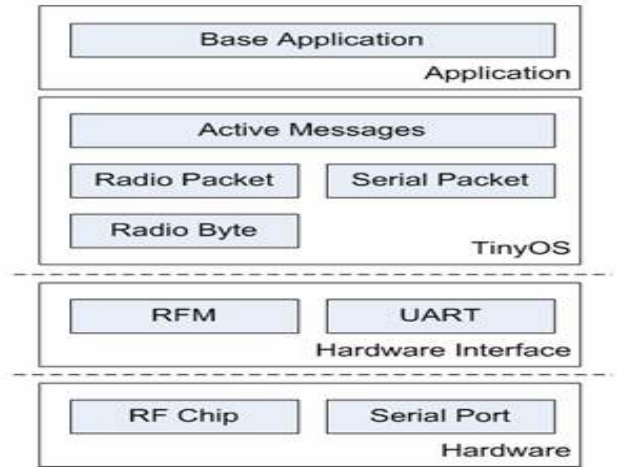 Base Application
Application
Active Messages
Radio Packet Serial Packet
Radio Byte
TinyOS
RFM UART
Hardware Interface
RF Chip Serial Port
Hardware